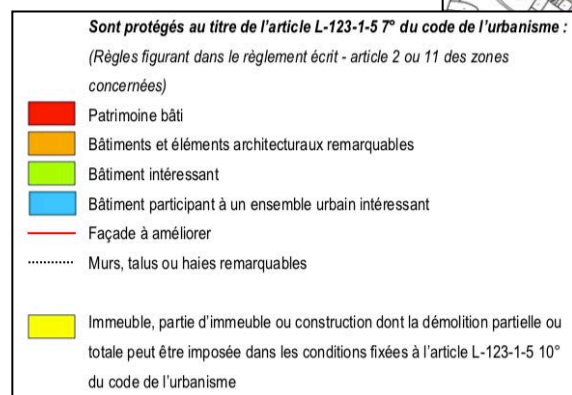 Sont protégés au titre de l'article L-123-1-5 7° du code de l'urbanisme :
(Règles figurant dans le règlement écrit - article 2 ou 11 des zones
concernées)
Patrimoine bâti
Bâtiments et éléments architecturaux remarquables
Bâtiment intéressant
Bâtiment participant à un ensemble urbain intéressant
Façade à améliorer
Murs, talus ou haies remarquables
Immeuble, partie d'immeuble ou construction dont la démolition partielle ou
totale peut être imposée dans les conditions fixées à l'article L-123-1-5 10°
du code de l'urbanisme